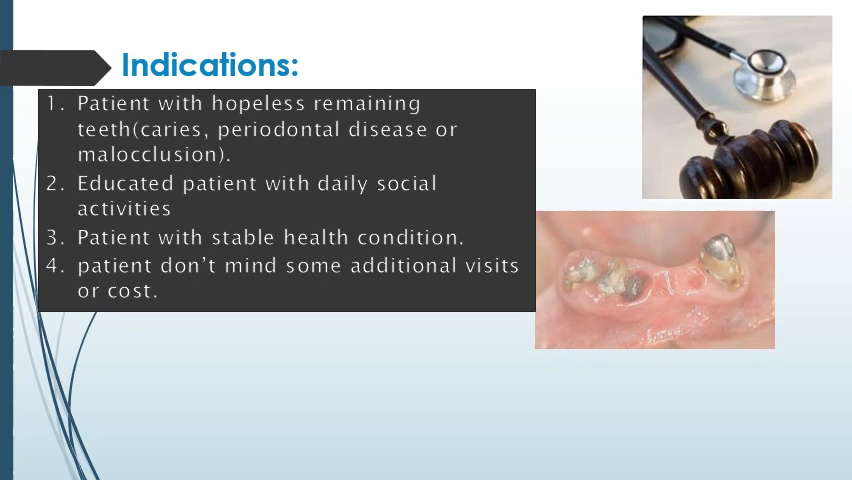 Indications:
1. Patient with hopeless remaining
teeth(caries, periodontal disease or
malocclusion).
2. Educated patient with daily social
activities
3. Patient with stable health condition.
4. patient don’t mind some additional visits
or cost.